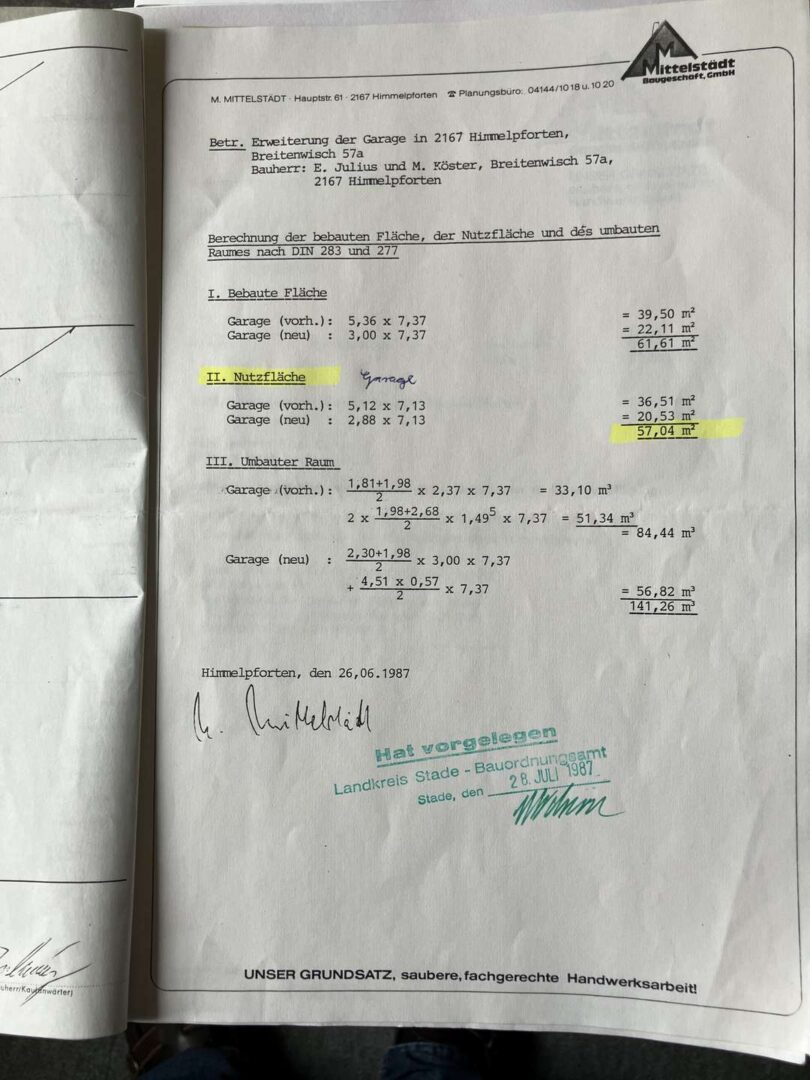 M
Mittelstädt
Baugeschäft, GmbH
M. MITTELSTÄDT · Hauptstr. 61 · 2167 Himmelpforten ☎ Planungsbüro: 04144/10 18 u. 10 20
Betr. Erweiterung der Garage in 2167 Himmelpforten,
Breitenwisch 57a
Bauherr: E. Julius und M. Köster, Breitenwisch 57a,
2167 Himmelpforten
Berechnung der bebauten Fläche, der Nutzfläche und des umbauten
Raumes nach DIN 283 und 277
I. Bebaute Fläche
Garage (vorh.): 5,36 x 7,37 = 39,50 m²
Garage (neu) : 3,00 x 7,37 = 22,11 m²
61,61 m²
II. Nutzfläche Garage
Garage (vorh.): 5,12 x 7,13 = 36,51 m²
Garage (neu) : 2,88 x 7,13 = 20,53 m²
57,04 m²
III. Umbauter Raum
Garage (vorh.): 1,81+1,98/2 x 2,37 x 7,37 = 33,10 m³
2 x 1,98+2,68/2 x 1,49⁵ x 7,37 = 51,34 m³
= 84,44 m³
Garage (neu) : 2,30+1,98/2 x 3,00 x 7,37
+ 4,51 x 0,57/2 x 7,37 = 56,82 m³
141,26 m³
Himmelpforten, den 26,06.1987
M. Mittelstädt
Hat vorgelegen
Landkreis Stade - Bauordnungsamt
Stade, den 28. JULI 1987
uherr/Kaufanwärter)
UNSER GRUNDSATZ, saubere, fachgerechte Handwerksarbeit!